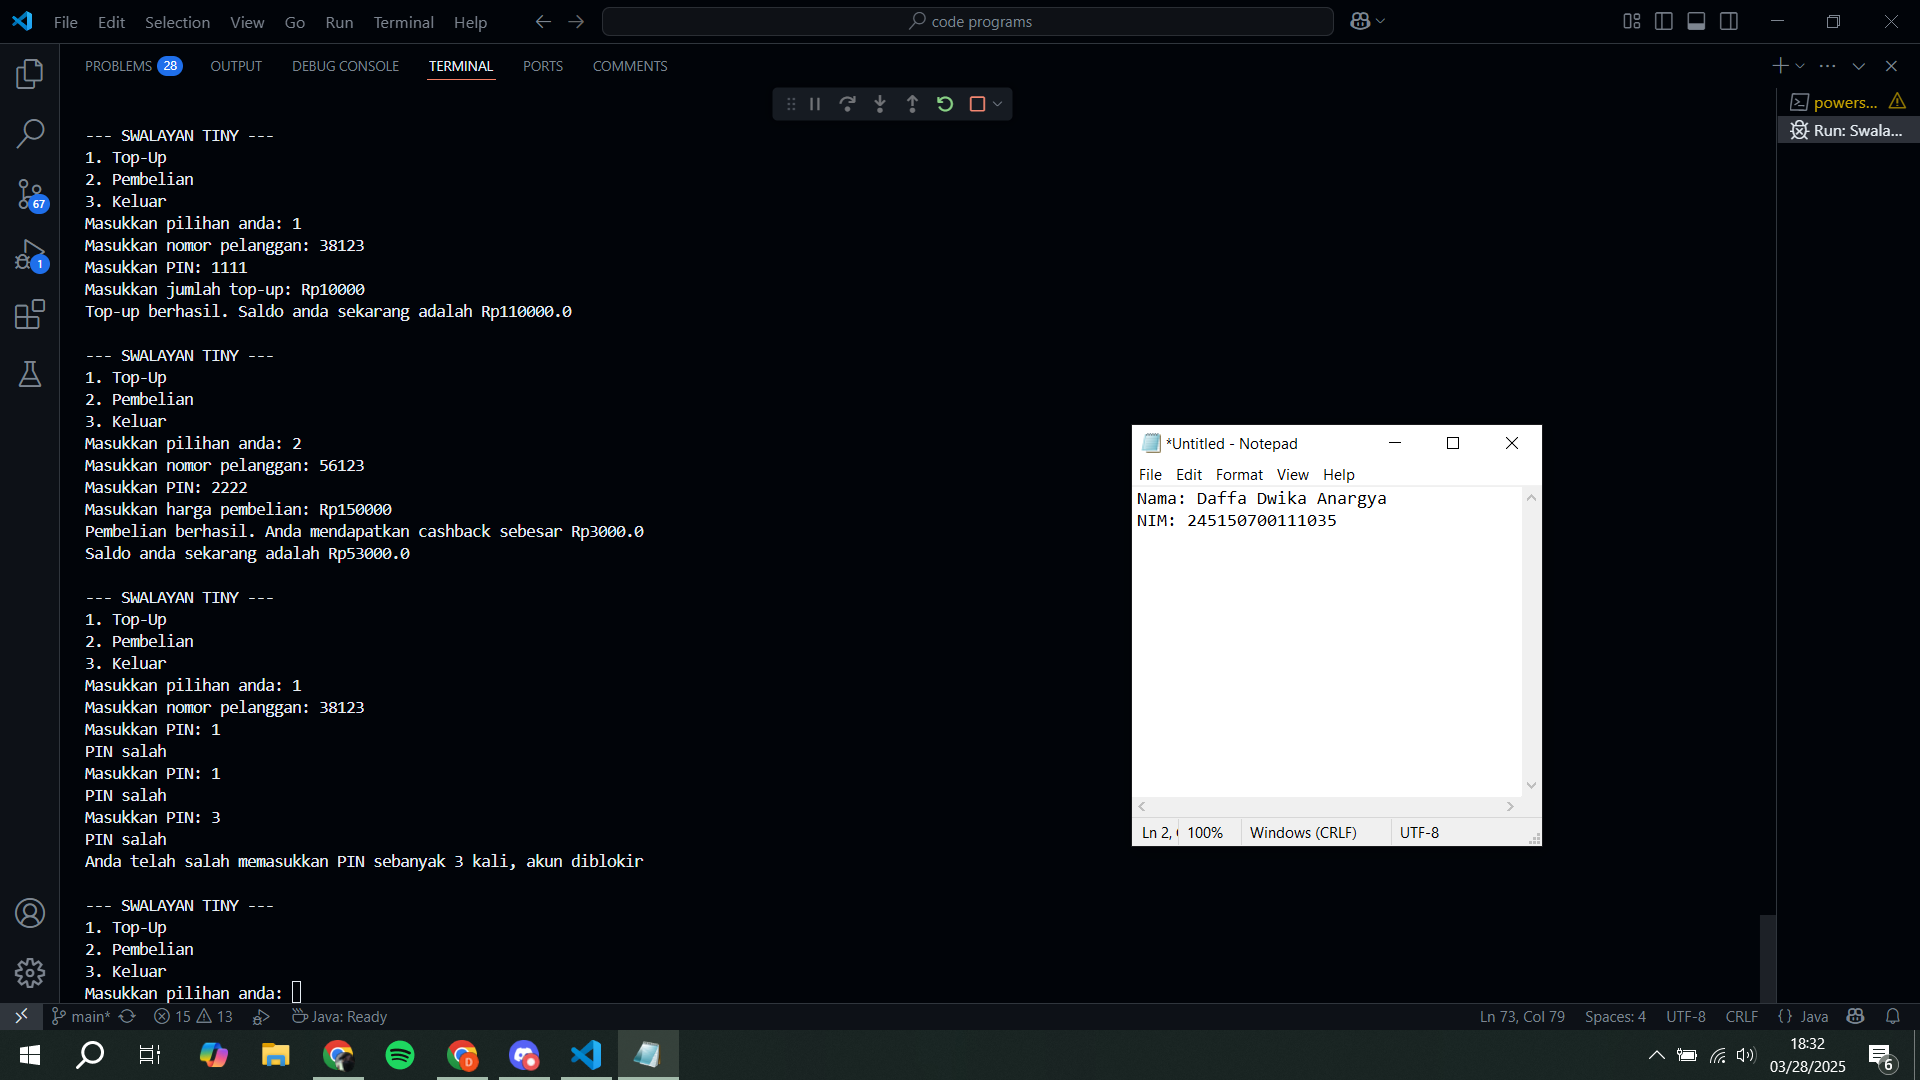 File Edit Selection View Go Run Terminal Help
code programs
PROBLEMS 28 OUTPUT DEBUG CONSOLE TERMINAL PORTS COMMENTS
powers...
Run: Swala...
67
1
--- SWALAYAN TINY ---
1. Top-Up
2. Pembelian
3. Keluar
Masukkan pilihan anda: 1
Masukkan nomor pelanggan: 38123
Masukkan PIN: 1111
Masukkan jumlah top-up: Rp10000
Top-up berhasil. Saldo anda sekarang adalah Rp110000.0
--- SWALAYAN TINY ---
1. Top-Up
2. Pembelian
3. Keluar
Masukkan pilihan anda: 2
Masukkan nomor pelanggan: 56123
Masukkan PIN: 2222
Masukkan harga pembelian: Rp150000
Pembelian berhasil. Anda mendapatkan cashback sebesar Rp3000.0
Saldo anda sekarang adalah Rp53000.0
--- SWALAYAN TINY ---
1. Top-Up
2. Pembelian
3. Keluar
Masukkan pilihan anda: 1
Masukkan nomor pelanggan: 38123
Masukkan PIN: 1
PIN salah
Masukkan PIN: 1
PIN salah
Masukkan PIN: 3
PIN salah
Anda telah salah memasukkan PIN sebanyak 3 kali, akun diblokir
--- SWALAYAN TINY ---
1. Top-Up
2. Pembelian
3. Keluar
Masukkan pilihan anda:
*Untitled - Notepad
File Edit Format View Help
Nama: Daffa Dwika Anargya
NIM: 245150700111035
Ln 2, 100% Windows (CRLF) UTF-8
main* 15 13 Java: Ready
Ln 73, Col 79 Spaces: 4 UTF-8 CRLF {} Java
18:32
03/28/2025
6